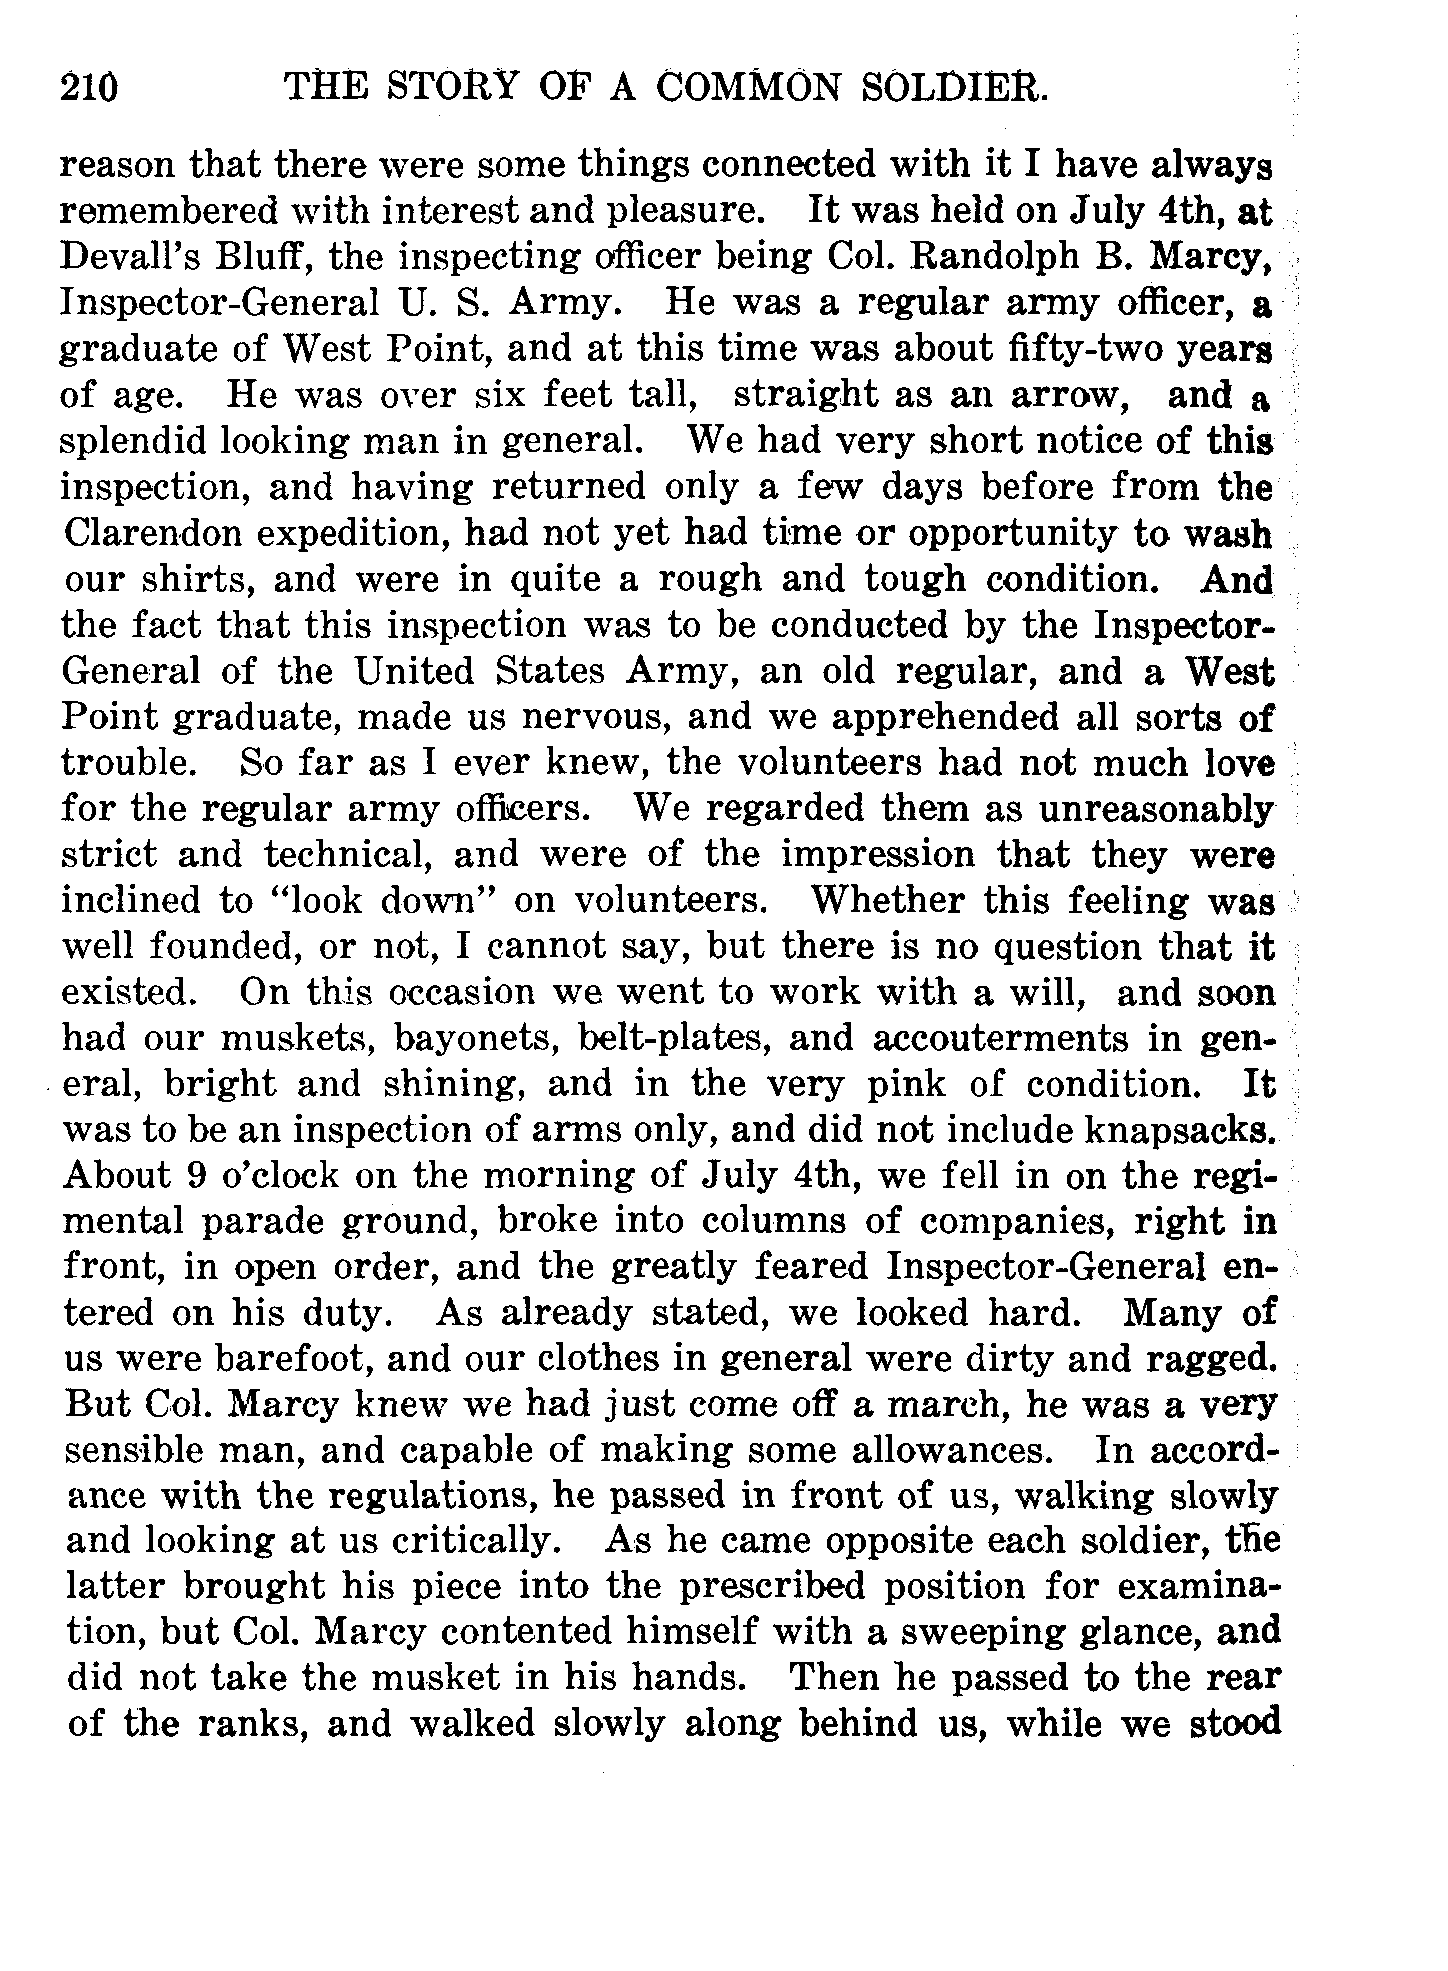 210 THE STORY OF A COMMON SOLDIER.
reason that there were some things connected with it I have always
remembered with interest and pleasure. It was held on July 4th, at
Devall's Bluff, the inspecting officer being Col. Randolph B. Marcy,
Inspector-General U. S. Army. He was a regular army officer, a
graduate of West Point, and at this time was about fifty-two years
of age. He was over six feet tall, straight as an arrow, and a
splendid looking man in general. We had very short notice of this
inspection, and having returned only a few days before from the
Clarendon expedition, had not yet had time or opportunity to wash
our shirts, and were in quite a rough and tough condition. And
the fact that this inspection was to be conducted by the Inspector-
General of the United States Army, an old regular, and a West
Point graduate, made us nervous, and we apprehended all sorts of
trouble. So far as I ever knew, the volunteers had not much love
for the regular army officers. We regarded them as unreasonably
strict and technical, and were of the impression that they were
inclined to "look down" on volunteers. Whether this feeling was
well founded, or not, I cannot say, but there is no question that it
existed. On this occasion we went to work with a will, and soon
had our muskets, bayonets, belt-plates, and accouterments in gen-
eral, bright and shining, and in the very pink of condition. It
was to be an inspection of arms only, and did not include knapsacks.
About 9 o'clock on the morning of July 4th, we fell in on the regi-
mental parade ground, broke into columns of companies, right in
front, in open order, and the greatly feared Inspector-General en-
tered on his duty. As already stated, we looked hard. Many of
us were barefoot, and our clothes in general were dirty and ragged.
But Col. Marcy knew we had just come off a march, he was a very
sensible man, and capable of making some allowances. In accord-
ance with the regulations, he passed in front of us, walking slowly
and looking at us critically. As he came opposite each soldier, the
latter brought his piece into the prescribed position for examina-
tion, but Col. Marcy contented himself with a sweeping glance, and
did not take the musket in his hands. Then he passed to the rear
of the ranks, and walked slowly along behind us, while we stood